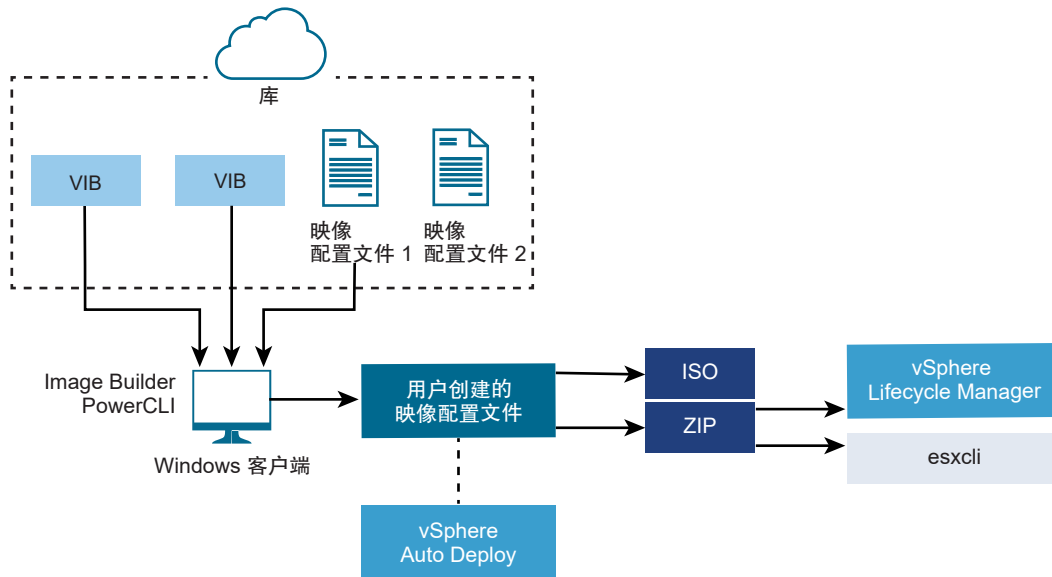 库
VIB
VIB
映像
配置文件 1
映像
配置文件 2
Image Builder
PowerCLI
Windows 客户端
用户创建的
映像配置文件
ISO
ZIP
vSphere
Lifecycle Manager
esxcli
vSphere
Auto Deploy